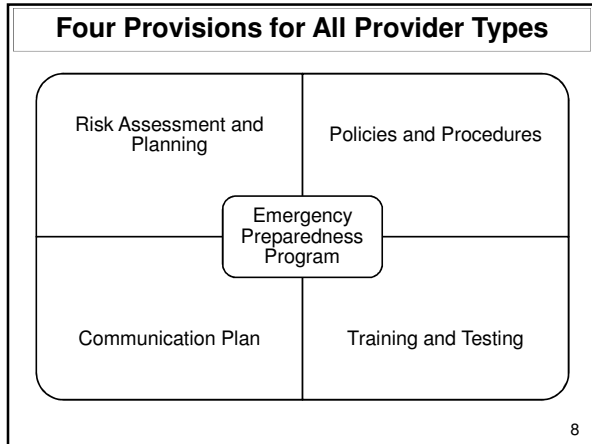 Four Provisions for All Provider Types
Risk Assessment and
Planning
Policies and Procedures
Emergency
Preparedness
Program
Communication Plan
Training and Testing
8